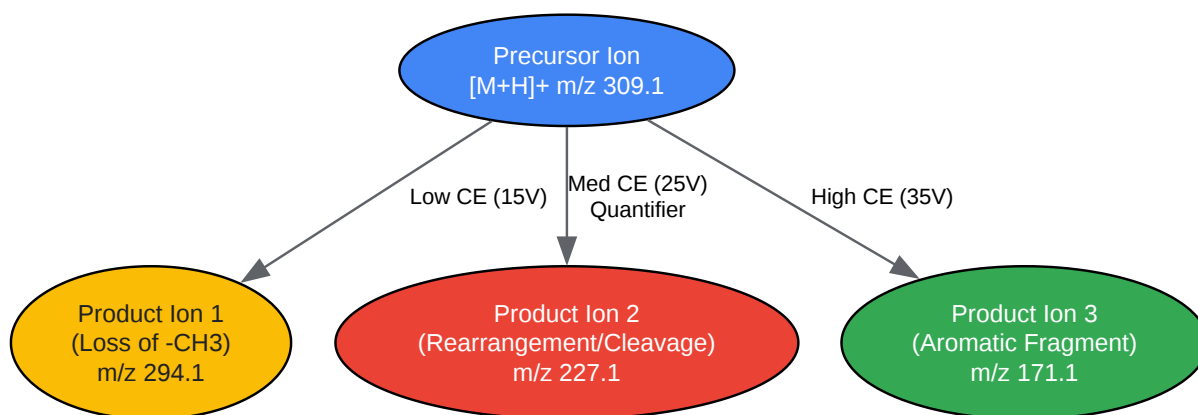 Precursor Ion
[M+H]+ m/z 309.1
Low CE (15V)
Med CE (25V)
Quantifier
High CE (35V)
Product Ion 1
(Loss of -CH3)
m/z 294.1
Product Ion 2
(Rearrangement/Cleavage)
m/z 227.1
Product Ion 3
(Aromatic Fragment)
m/z 171.1